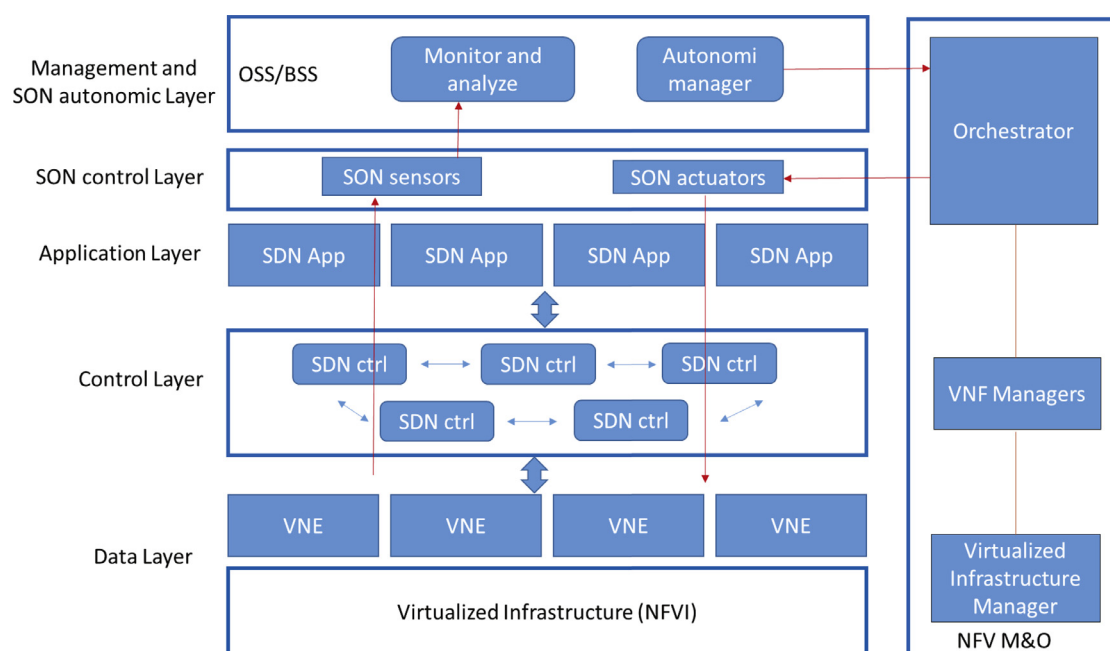 Management and
SON autonomic Layer
OSS/BSS
Monitor and
analyze
Autonomi
manager
Orchestrator
SON control Layer
SON sensors
SON actuators
Application Layer
SDN App
SDN App
SDN App
SDN App
Control Layer
SDN ctrl
SDN ctrl
SDN ctrl
SDN ctrl
SDN ctrl
VNF Managers
Data Layer
VNE
VNE
VNE
VNE
Virtualized Infrastructure (NFVI)
Virtualized
Infrastructure
Manager
NFV M&O